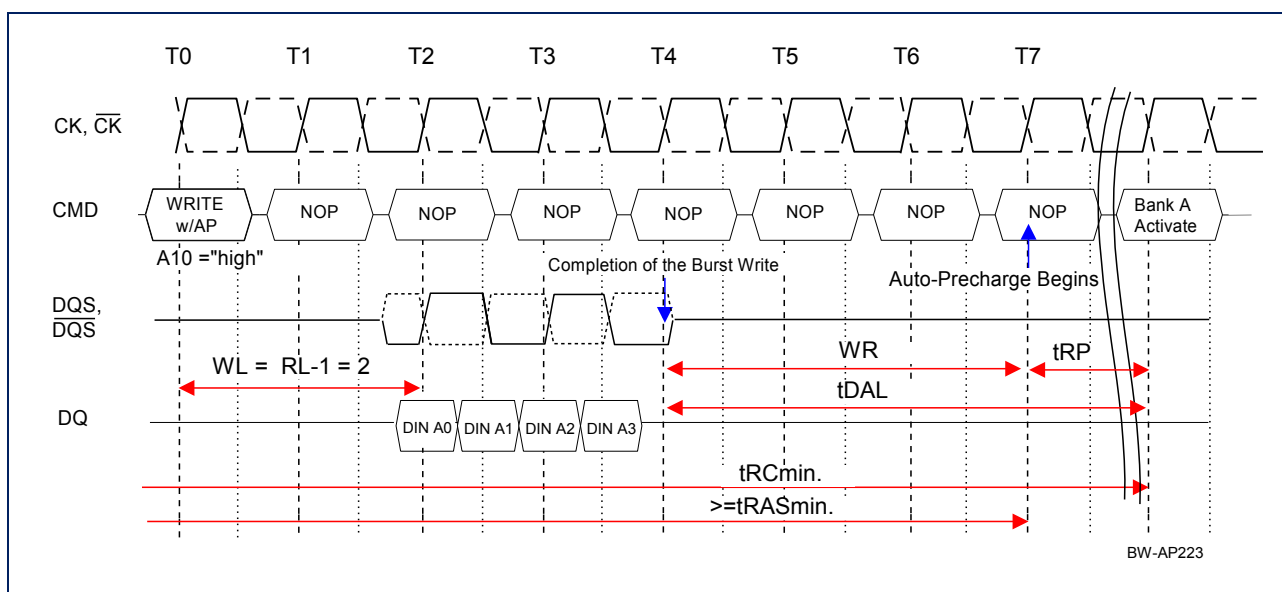 T0 T1 T2 T3 T4 T5 T6 T7
CK, CK
CMD
WRITE
w/AP
NOP NOP NOP NOP NOP NOP NOP
Bank A
Activate
A10 ="high"
Completion of the Burst Write
Auto-Precharge Begins
DQS,
DQS
WL = RL-1 = 2
WR
tRP
tDAL
DQ
DIN A0 DIN A1 DIN A2 DIN A3
tRCmin.
>=tRASmin.
BW-AP223